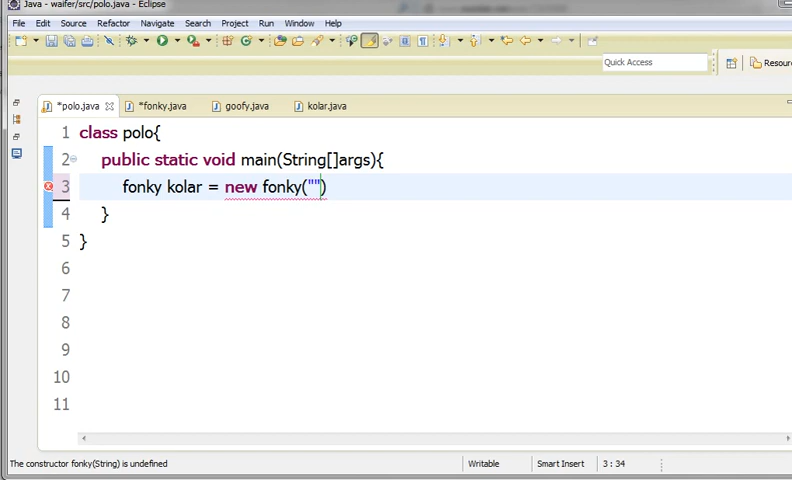 Java - waifer/src/polo.java - Eclipse
File Edit Source Refactor Navigate Search Project Run Window Help
Quick Access
Resourc
*polo.java *fonky.java goofy.java kolar.java
1 class polo{
2 public static void main(String[]args){
3 fonky kolar = new fonky("")
4 }
5 }
6
7
8
9
10
11
The constructor fonky(String) is undefined Writable Smart Insert 3 : 34